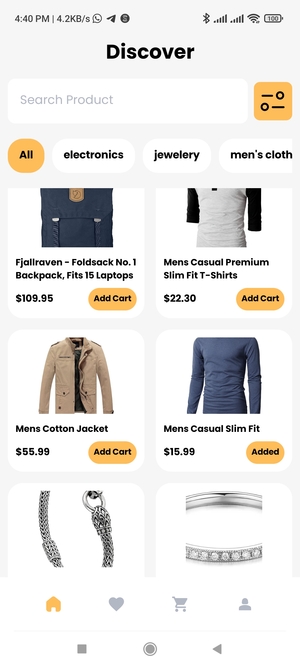 4:40 PM | 4.2KB/s
100
Discover
Search Product
All
electronics
jewelery
men's cloth
Fjallraven - Foldsack No. 1
Backpack, Fits 15 Laptops
$109.95
Add Cart
Mens Casual Premium
Slim Fit T-Shirts
$22.30
Add Cart
Mens Cotton Jacket
$55.99
Add Cart
Mens Casual Slim Fit
$15.99
Added